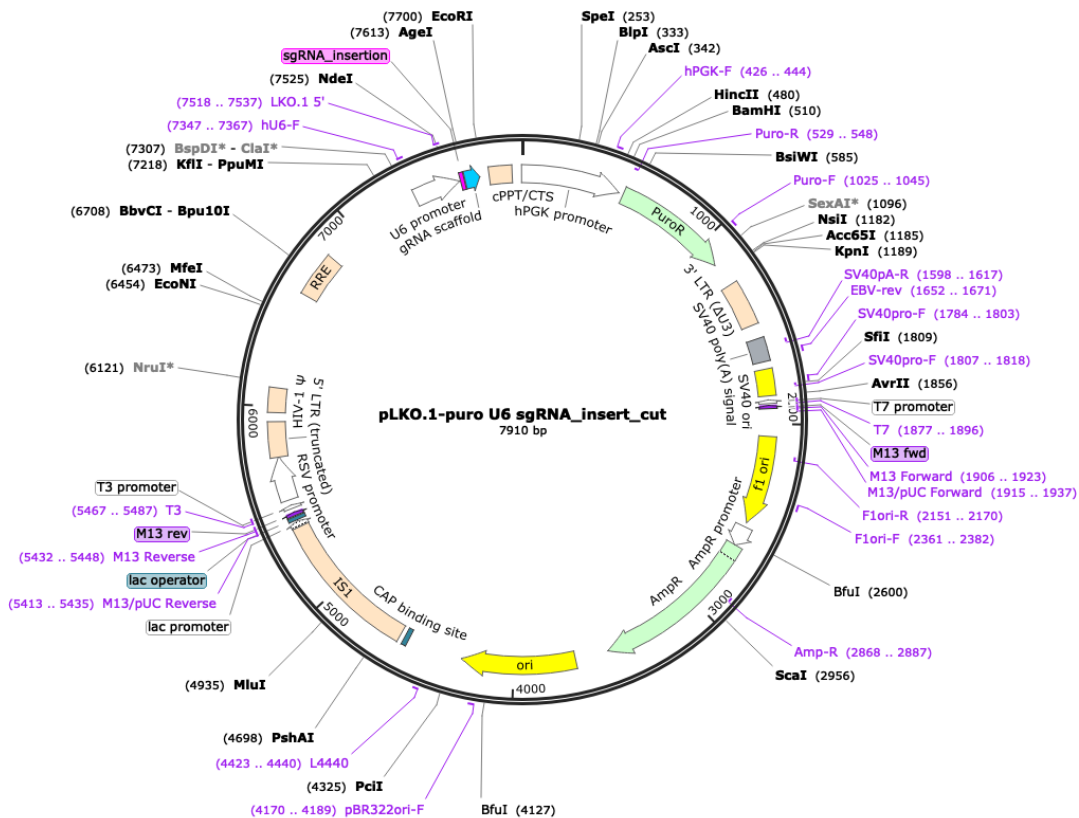 (7700) EcoRI
(7613) AgeI
sgRNA_insertion
(7525) NdeI
(7518 .. 7537) LKO.1 5'
(7347 .. 7367) hU6-F
(7307) BspDI* - ClaI*
(7218) KflI - PpuMI
(6708) BbvCI - Bpu10I
(6473) MfeI
(6454) EcoNI
(6121) NruI*
T3 promoter
(5467 .. 5487) T3
M13 rev
(5432 .. 5448) M13 Reverse
lac operator
(5413 .. 5435) M13/pUC Reverse
lac promoter
(4935) MluI
(4698) PshAI
(4423 .. 4440) L4440
(4325) PciI
(4170 .. 4189) pBR322ori-F
SpeI (253)
BlpI (333)
AscI (342)
hPGK-F (426 .. 444)
HincII (480)
BamHI (510)
Puro-R (529 .. 548)
BsiWI (585)
Puro-F (1025 .. 1045)
SexAI* (1096)
NsiI (1182)
Acc65I (1185)
KpnI (1189)
SV40pA-R (1598 .. 1617)
EBV-rev (1652 .. 1671)
SV40pro-F (1784 .. 1803)
SfiI (1809)
SV40pro-F (1807 .. 1818)
AvrII (1856)
T7 promoter
T7 (1877 .. 1896)
M13 fwd
M13 Forward (1906 .. 1923)
M13/pUC Forward (1915 .. 1937)
F1ori-R (2151 .. 2170)
F1ori-F (2361 .. 2382)
BfuI (2600)
Amp-R (2868 .. 2887)
ScaI (2956)
BfuI (4127)
U6 promoter
gRNA scaffold
cPPT/CTS
hPGK promoter
PuroR
3' LTR (ΔU3)
SV40 poly(A) signal
SV40 ori
f1 ori
AmpR promoter
AmpR
ori
CAP binding site
IS1
RSV promoter
5' LTR (truncated)
HIV-1 ψ
RRE
1000
2000
3000
4000
5000
6000
7000
pLKO.1-puro U6 sgRNA_insert_cut
7910 bp